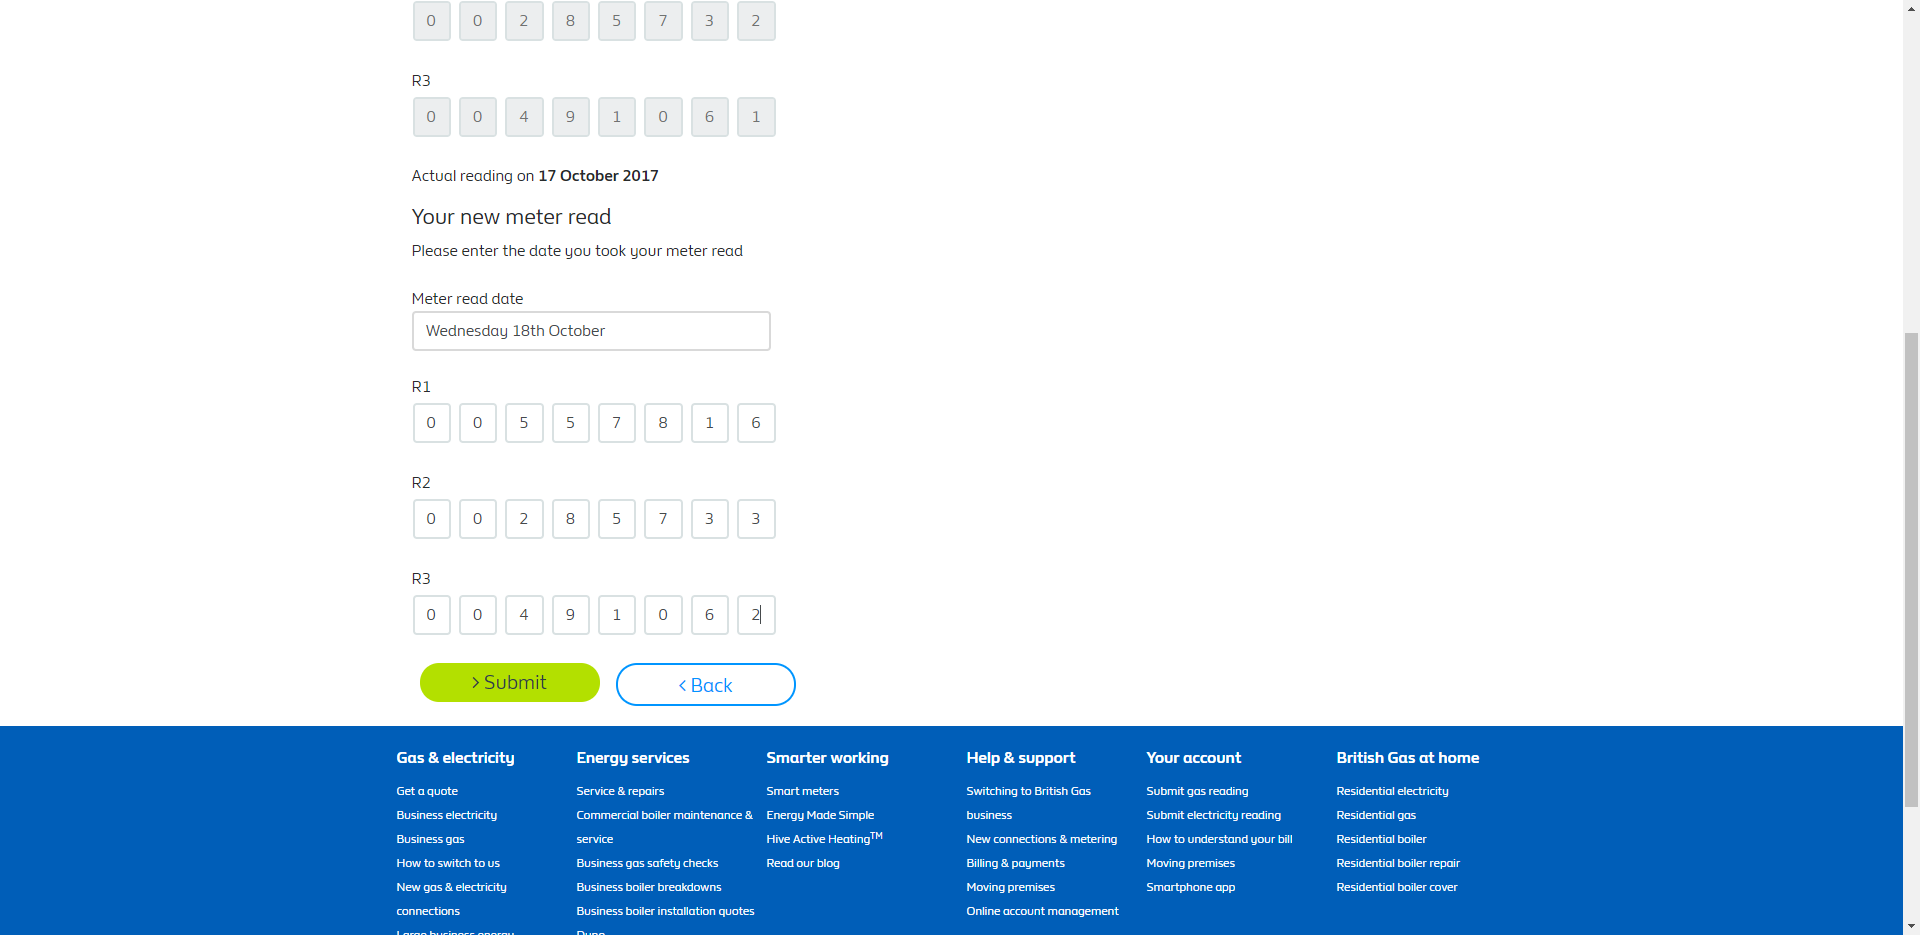 0 0 2 8 5 7 3 2
R3
0 0 4 9 1 0 6 1
Actual reading on 17 October 2017
Your new meter read
Please enter the date you took your meter read
Meter read date
Wednesday 18th October
R1
0 0 5 5 7 8 1 6
R2
0 0 2 8 5 7 3 3
R3
0 0 4 9 1 0 6 2
> Submit
< Back
Gas & electricity
Get a quote
Business electricity
Business gas
How to switch to us
New gas & electricity
connections
Large business energy
Energy services
Service & repairs
Commercial boiler maintenance &
service
Business gas safety checks
Business boiler breakdowns
Business boiler installation quotes
Smarter working
Smart meters
Energy Made Simple
Hive Active Heating™
Read our blog
Help & support
Switching to British Gas
business
New connections & metering
Billing & payments
Moving premises
Online account management
Your account
Submit gas reading
Submit electricity reading
How to understand your bill
Moving premises
Smartphone app
British Gas at home
Residential electricity
Residential gas
Residential boiler
Residential boiler repair
Residential boiler cover